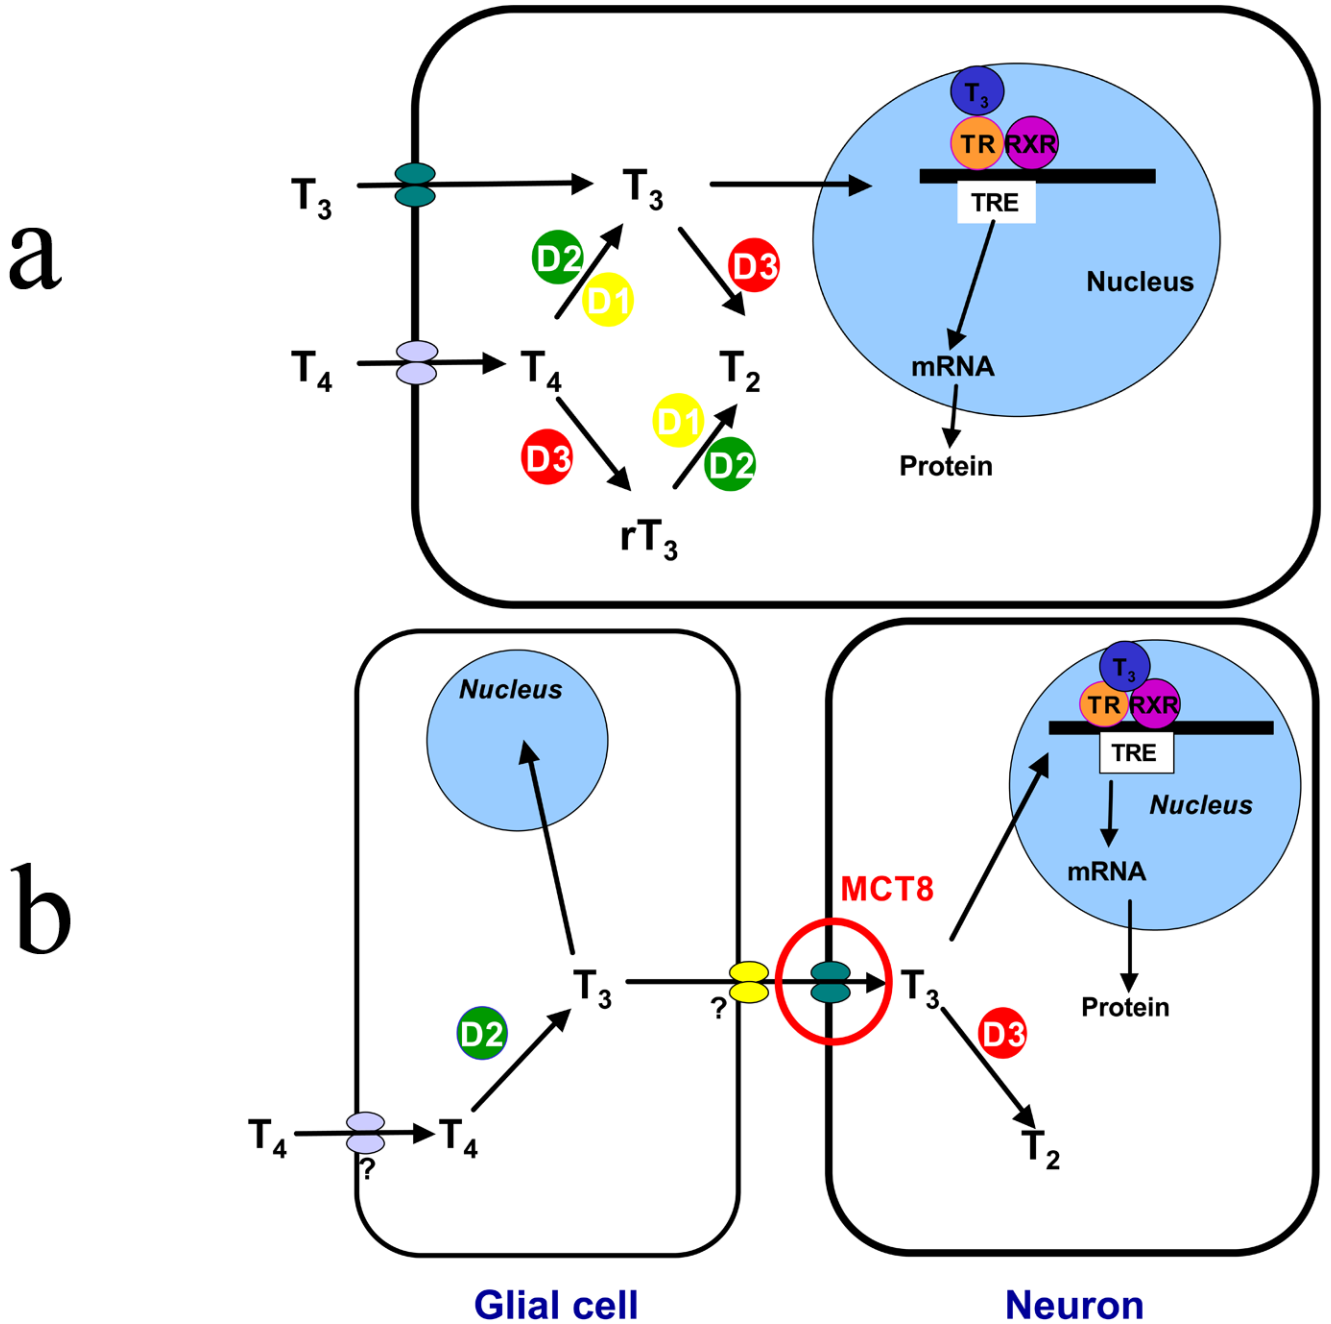 a
T3
T3
T3
TR
RXR
TRE
Nucleus
D2
D1
D3
T4
T4
T2
mRNA
D3
D1
D2
Protein
rT3
b
Nucleus
T3
TR
RXR
TRE
Nucleus
mRNA
MCT8
T3
?
T3
Protein
D2
D3
T4
T4
?
T2
Glial cell
Neuron